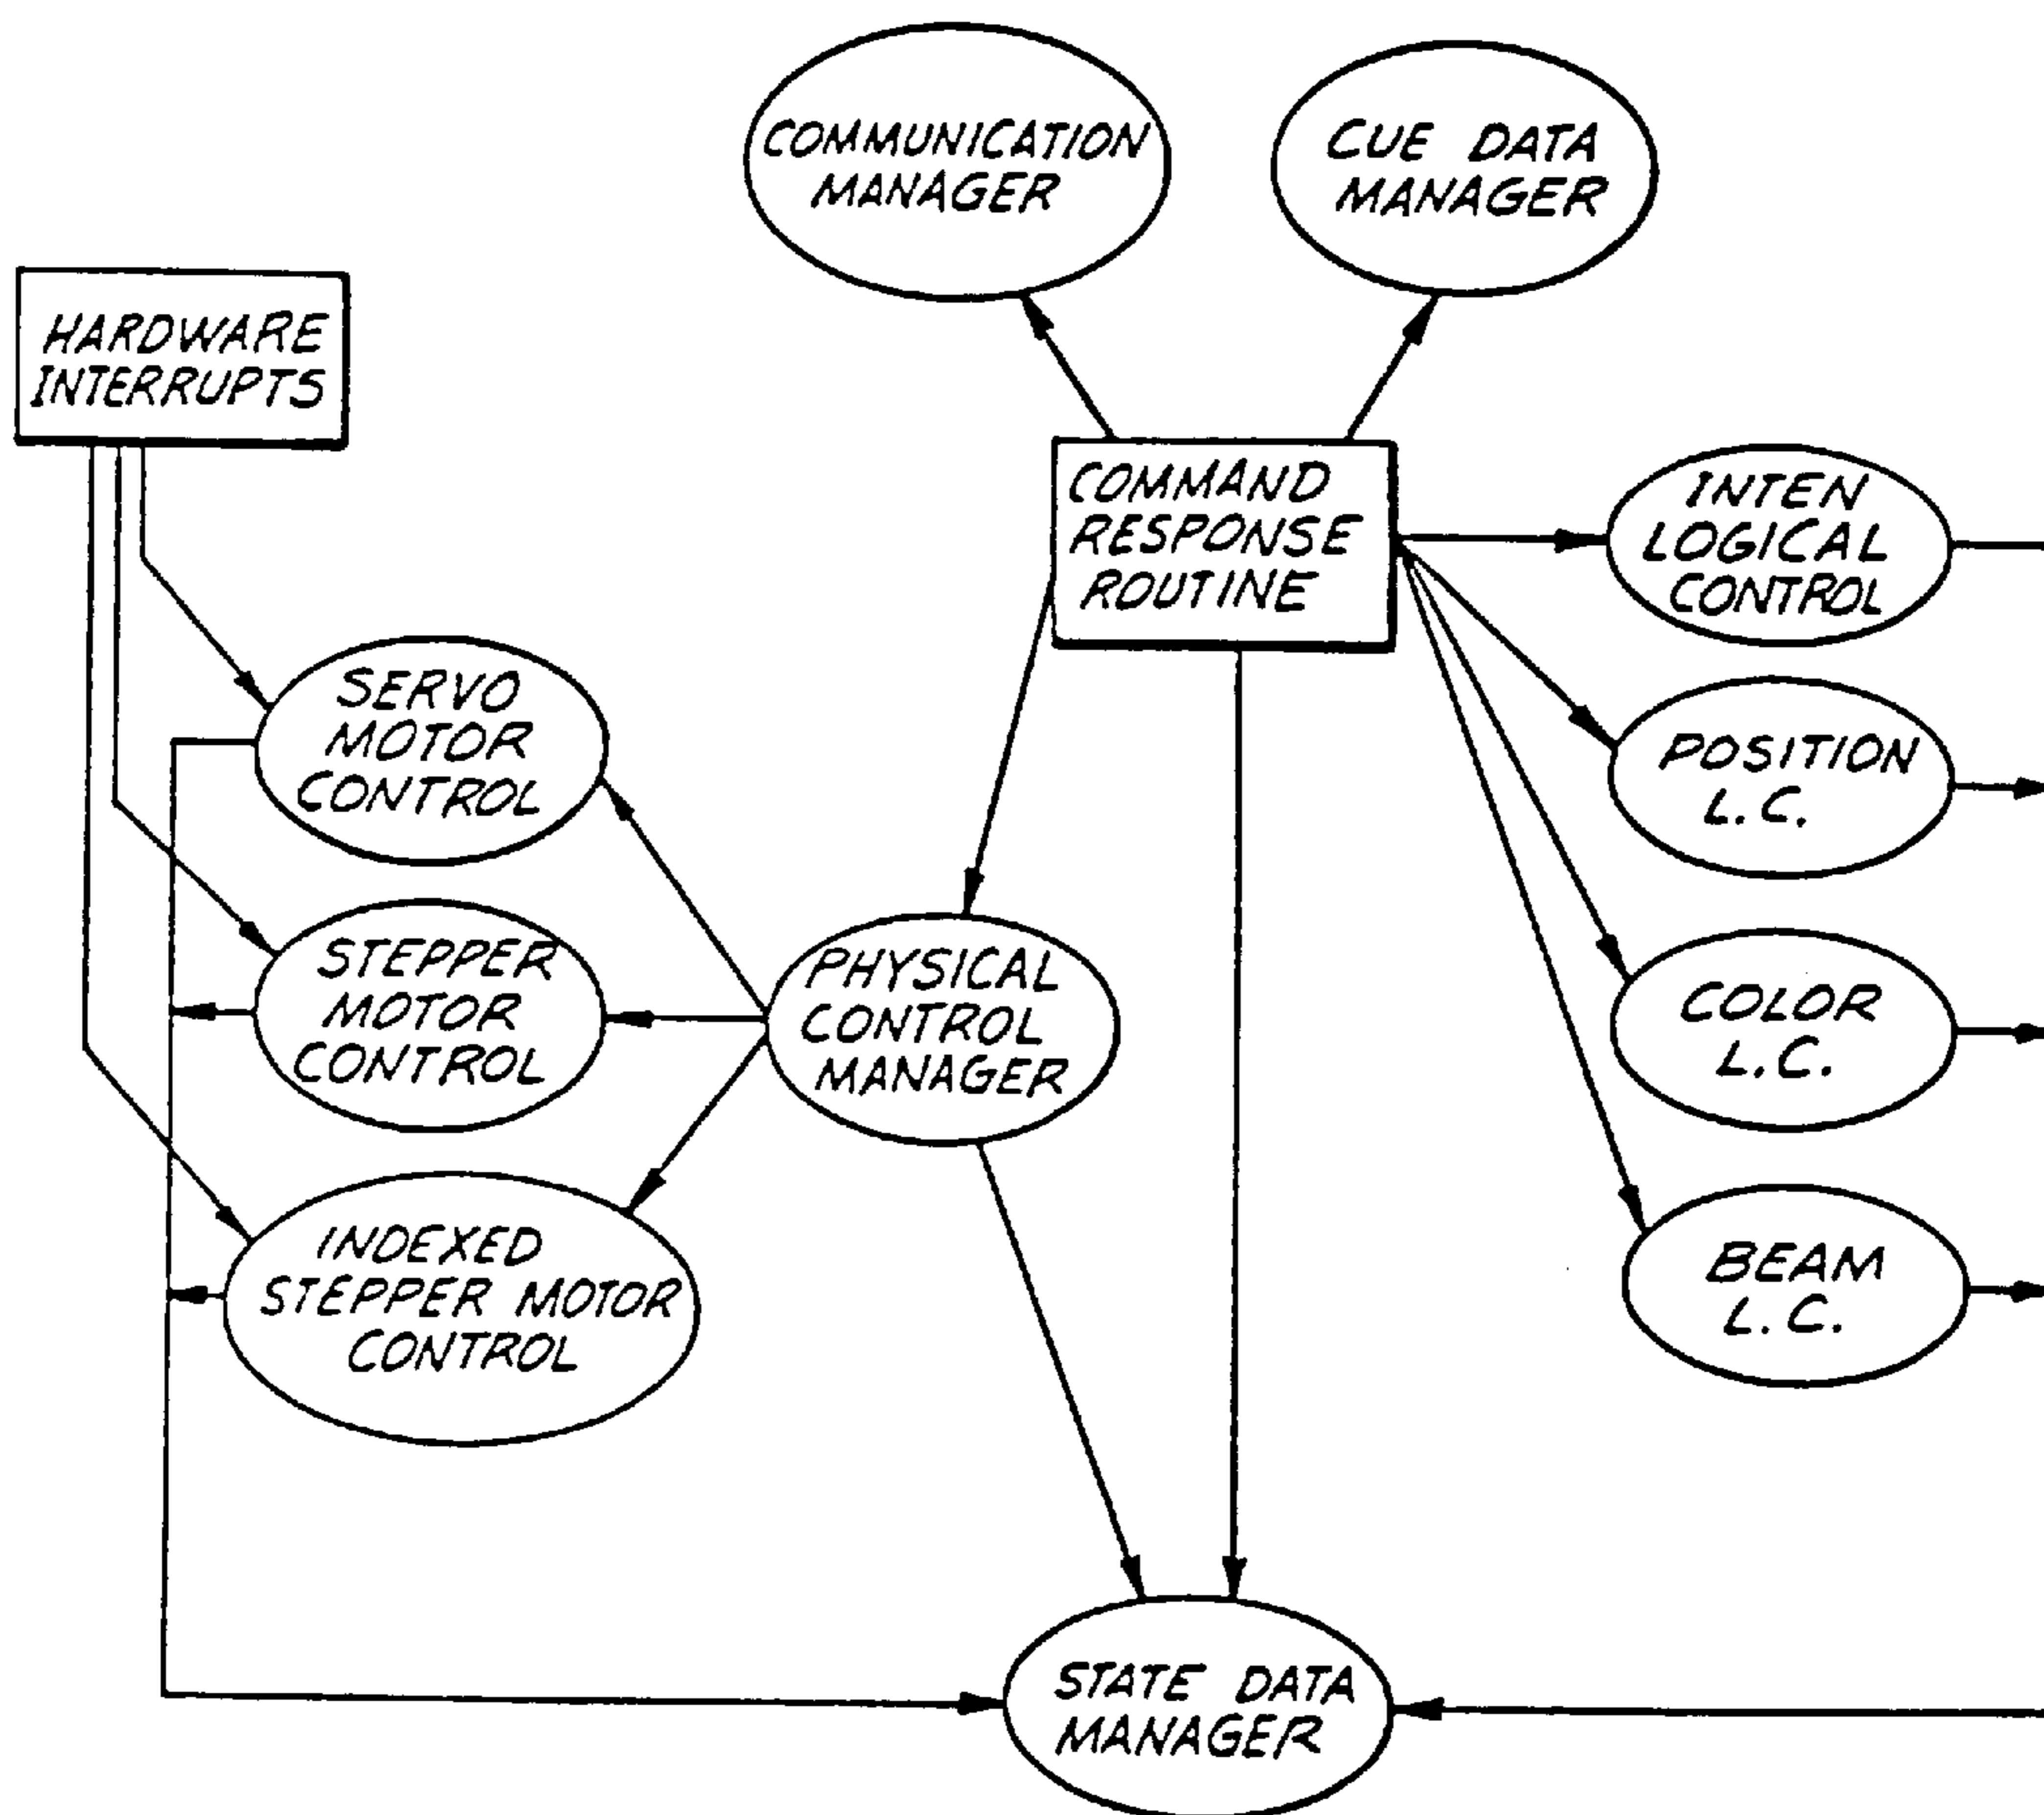 COMMUNICATION
MANAGER
CUE DATA
MANAGER
HARDWARE
INTERRUPTS
COMMAND
RESPONSE
ROUTINE
INTEN
LOGICAL
CONTROL
SERVO
MOTOR
CONTROL
POSITION
L.C.
STEPPER
MOTOR
CONTROL
PHYSICAL
CONTROL
MANAGER
COLOR
L.C.
INDEXED
STEPPER MOTOR
CONTROL
BEAM
L.C.
STATE DATA
MANAGER